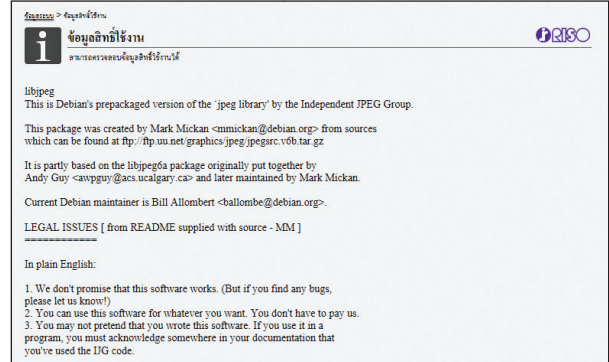 ข้อมูลระบบ > ข้อมูลสิทธิ์ใช้งาน
ข้อมูลสิทธิ์ใช้งาน
RISO
สามารถตรวจสอบข้อมูลสิทธิ์ใช้งานได้
libjpeg
This is Debian's prepackaged version of the `jpeg library' by the Independent JPEG Group.
This package was created by Mark Mickan <mmickan@debian.org> from sources
which can be found at ftp://ftp.uu.net/graphics/jpeg/jpegsrc.v6b.tar.gz
It is partly based on the libjpeg6a package originally put together by
Andy Guy <awpguy@acs.ucalgary.ca> and later maintained by Mark Mickan.
Current Debian maintainer is Bill Allombert <ballombe@debian.org>.
LEGAL ISSUES [ from README supplied with source - MM ]
============
In plain English:
1. We don't promise that this software works. (But if you find any bugs,
please let us know!)
2. You can use this software for whatever you want. You don't have to pay us.
3. You may not pretend that you wrote this software. If you use it in a
program, you must acknowledge somewhere in your documentation that
you've used the IJG code.